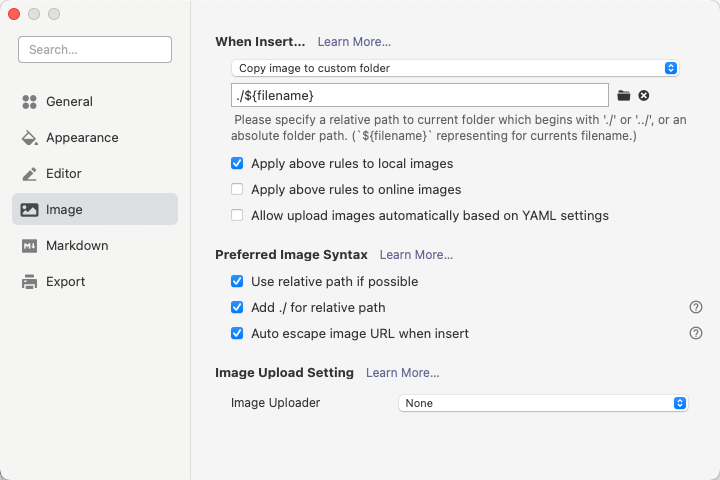 Search...
General
Appearance
Editor
Image
Markdown
Export
When Insert... Learn More...
Copy image to custom folder
./${filename}
Please specify a relative path to current folder which begins with './' or '../', or an
absolute folder path. (`${filename}` representing for currents filename.)
Apply above rules to local images
Apply above rules to online images
Allow upload images automatically based on YAML settings
Preferred Image Syntax Learn More...
Use relative path if possible
Add ./ for relative path
Auto escape image URL when insert
Image Upload Setting Learn More...
Image Uploader None